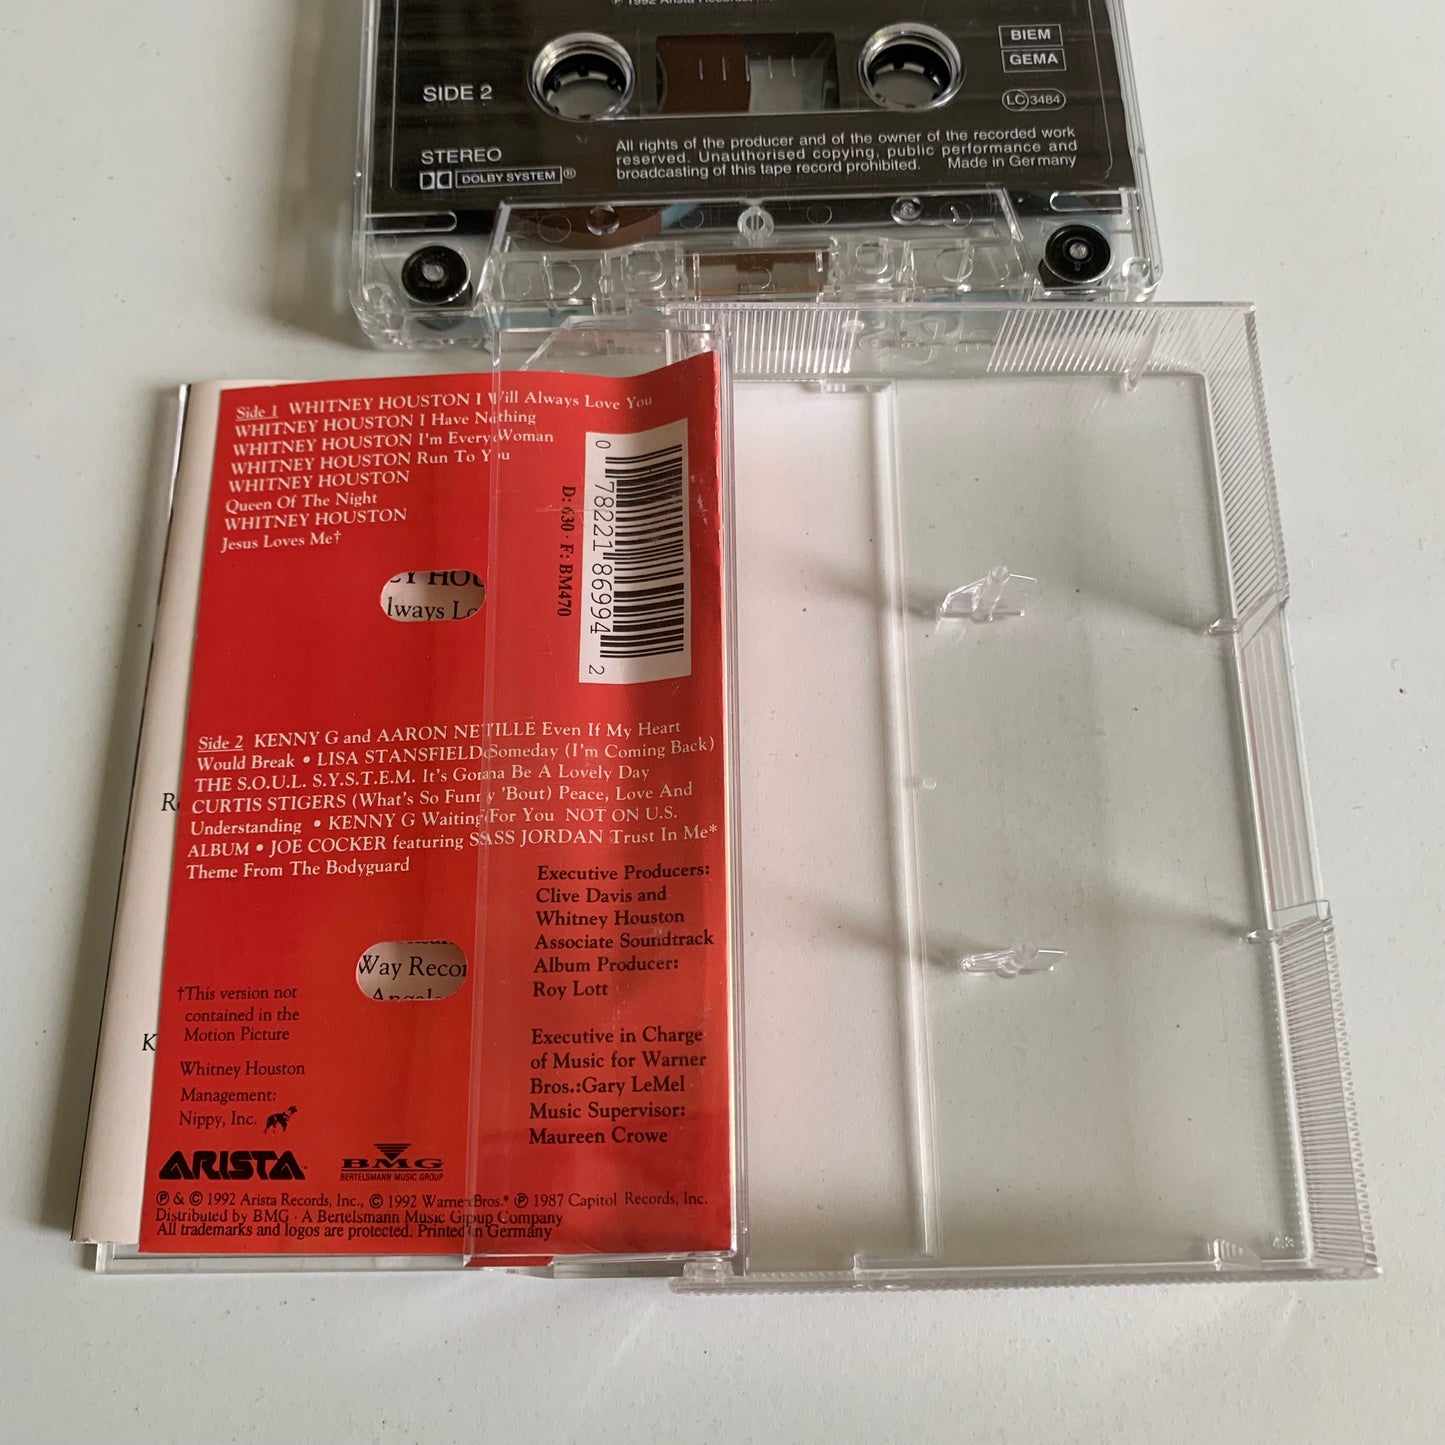 ℗ 1992 Arista Records, Inc.
SIDE 2
STEREO
DOLBY SYSTEM®
BIEM
GEMA
LC 3484
All rights of the producer and of the owner of the recorded work
reserved. Unauthorised copying, public performance and
broadcasting of this tape record prohibited. Made in Germany
Side 1 WHITNEY HOUSTON I Will Always Love You
WHITNEY HOUSTON I Have Nothing
WHITNEY HOUSTON I'm Every Woman
WHITNEY HOUSTON Run To You
WHITNEY HOUSTON
Queen Of The Night
WHITNEY HOUSTON
Jesus Loves Me†
D: 630 · F: BM470
0 78221 86994 2
EY HOU
lways Lo
Side 2 KENNY G and AARON NEVILLE Even If My Heart
Would Break • LISA STANSFIELD Someday (I'm Coming Back)
THE S.O.U.L. S.Y.S.T.E.M. It's Gonna Be A Lovely Day
CURTIS STIGERS (What's So Funny 'Bout) Peace, Love And
Understanding • KENNY G Waiting For You NOT ON U.S.
ALBUM • JOE COCKER featuring SASS JORDAN Trust In Me*
Theme From The Bodyguard
Way Recor
Executive Producers:
Clive Davis and
Whitney Houston
Associate Soundtrack
Album Producer:
Roy Lott
Executive in Charge
of Music for Warner
Bros.:Gary LeMel
Music Supervisor:
Maureen Crowe
†This version not
contained in the
Motion Picture
Whitney Houston
Management:
Nippy, Inc.
K
ARISTA™
BMG
BERTELSMANN MUSIC GROUP
℗ & © 1992 Arista Records, Inc., © 1992 Warner Bros.* ℗ 1987 Capitol Records, Inc.
Distributed by BMG · A Bertelsmann Music Group Company
All trademarks and logos are protected. Printed in Germany